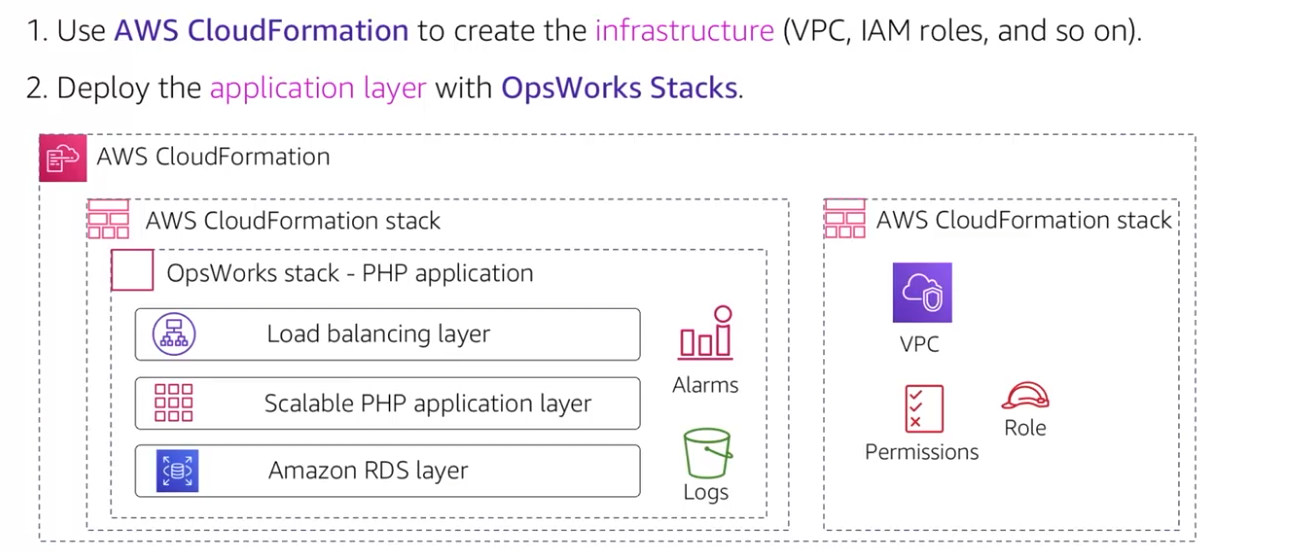 1. Use AWS CloudFormation to create the infrastructure (VPC, IAM roles, and so on).
2. Deploy the application layer with OpsWorks Stacks.
AWS CloudFormation
AWS CloudFormation stack
OpsWorks stack - PHP application
Load balancing layer
Scalable PHP application layer
Amazon RDS layer
Alarms
Logs
AWS CloudFormation stack
VPC
Permissions
Role